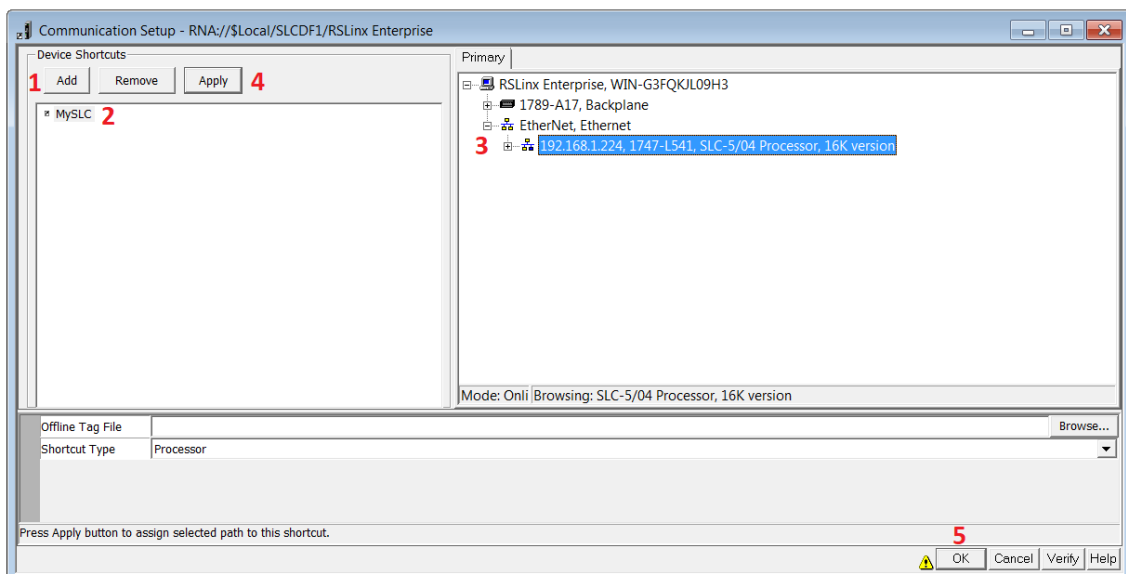 Communication Setup - RNA://$Local/SLCDF1/RSLinx Enterprise
Device Shortcuts
1 Add Remove Apply 4
MySLC 2
Primary
RSLinx Enterprise, WIN-G3FQKJL09H3
1789-A17, Backplane
EtherNet, Ethernet
3 192.168.1.224, 1747-L541, SLC-5/04 Processor, 16K version
Mode: Onli Browsing: SLC-5/04 Processor, 16K version
Offline Tag File Browse...
Shortcut Type Processor
Press Apply button to assign selected path to this shortcut.
5
OK Cancel Verify Help